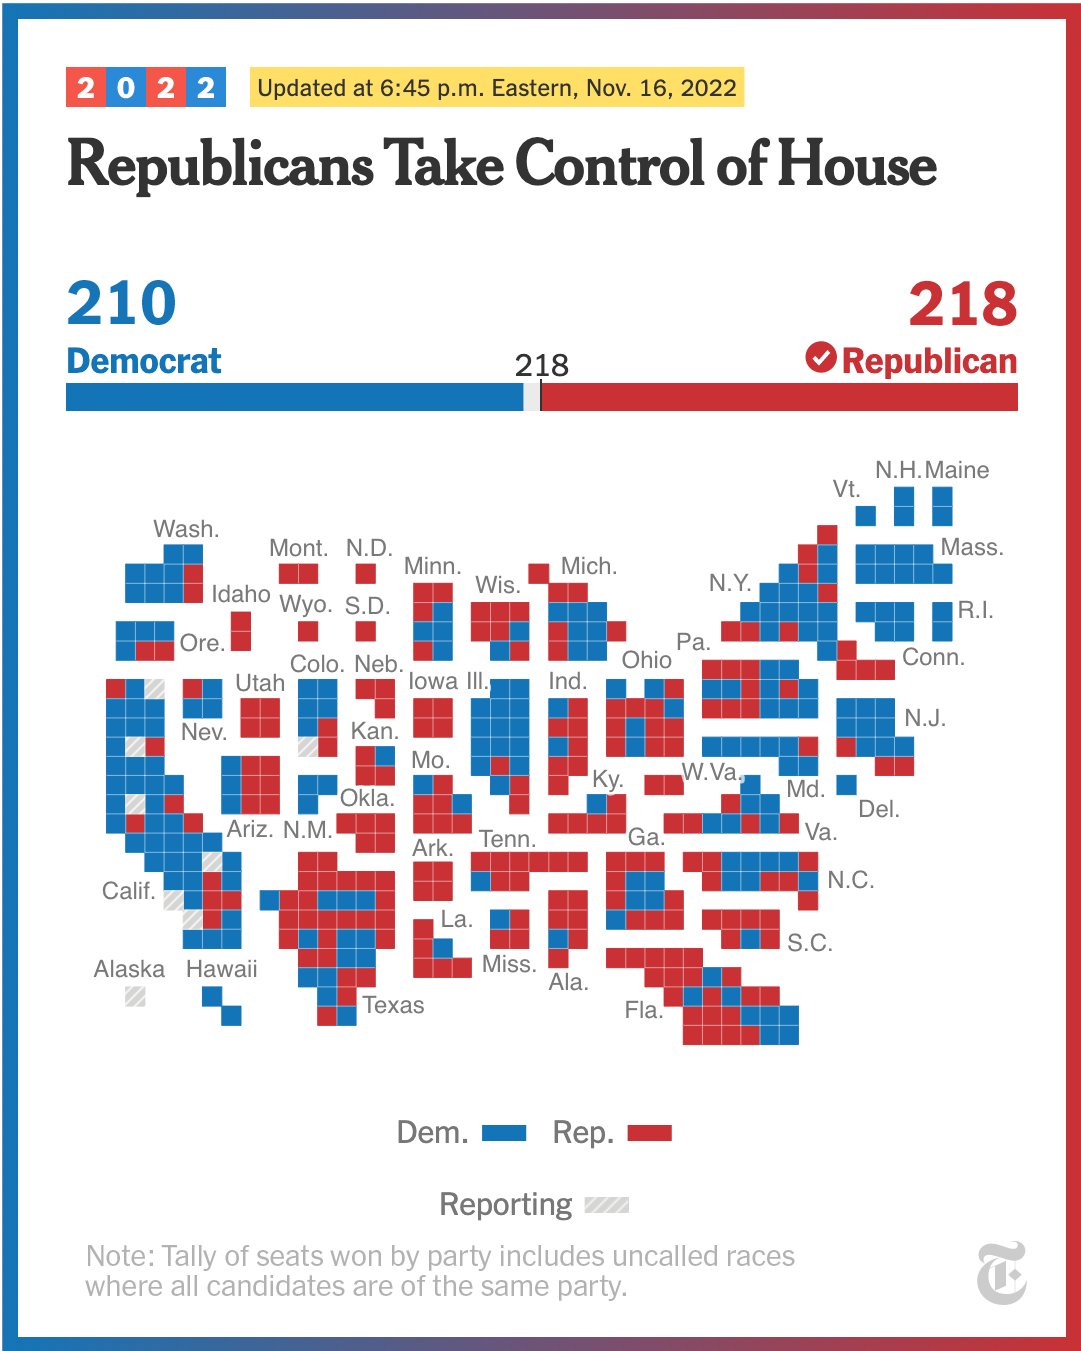 2022
Updated at 6:45 p.m. Eastern, Nov. 16, 2022
Republicans Take Control of House
210
218
Democrat
218
Republican
N.H. Maine
Vt.
Wash.
Mont. N.D.
Mass.
Minn.
Mich.
Wis.
N.Y.
Idaho
Wyo. S.D.
R.I.
Ore.
Pa.
Conn.
Ohio
Colo. Neb.
Utah
Iowa Ill.
Ind.
N.J.
Nev.
Kan.
Mo.
W.Va.
Ky.
Md.
Okla.
Del.
Ariz. N.M.
Tenn.
Ga.
Va.
Ark.
Calif.
N.C.
La.
S.C.
Alaska Hawaii
Miss.
Ala.
Texas
Fla.
Dem.
Rep.
Reporting
Note: Tally of seats won by party includes uncalled races
where all candidates are of the same party.
T